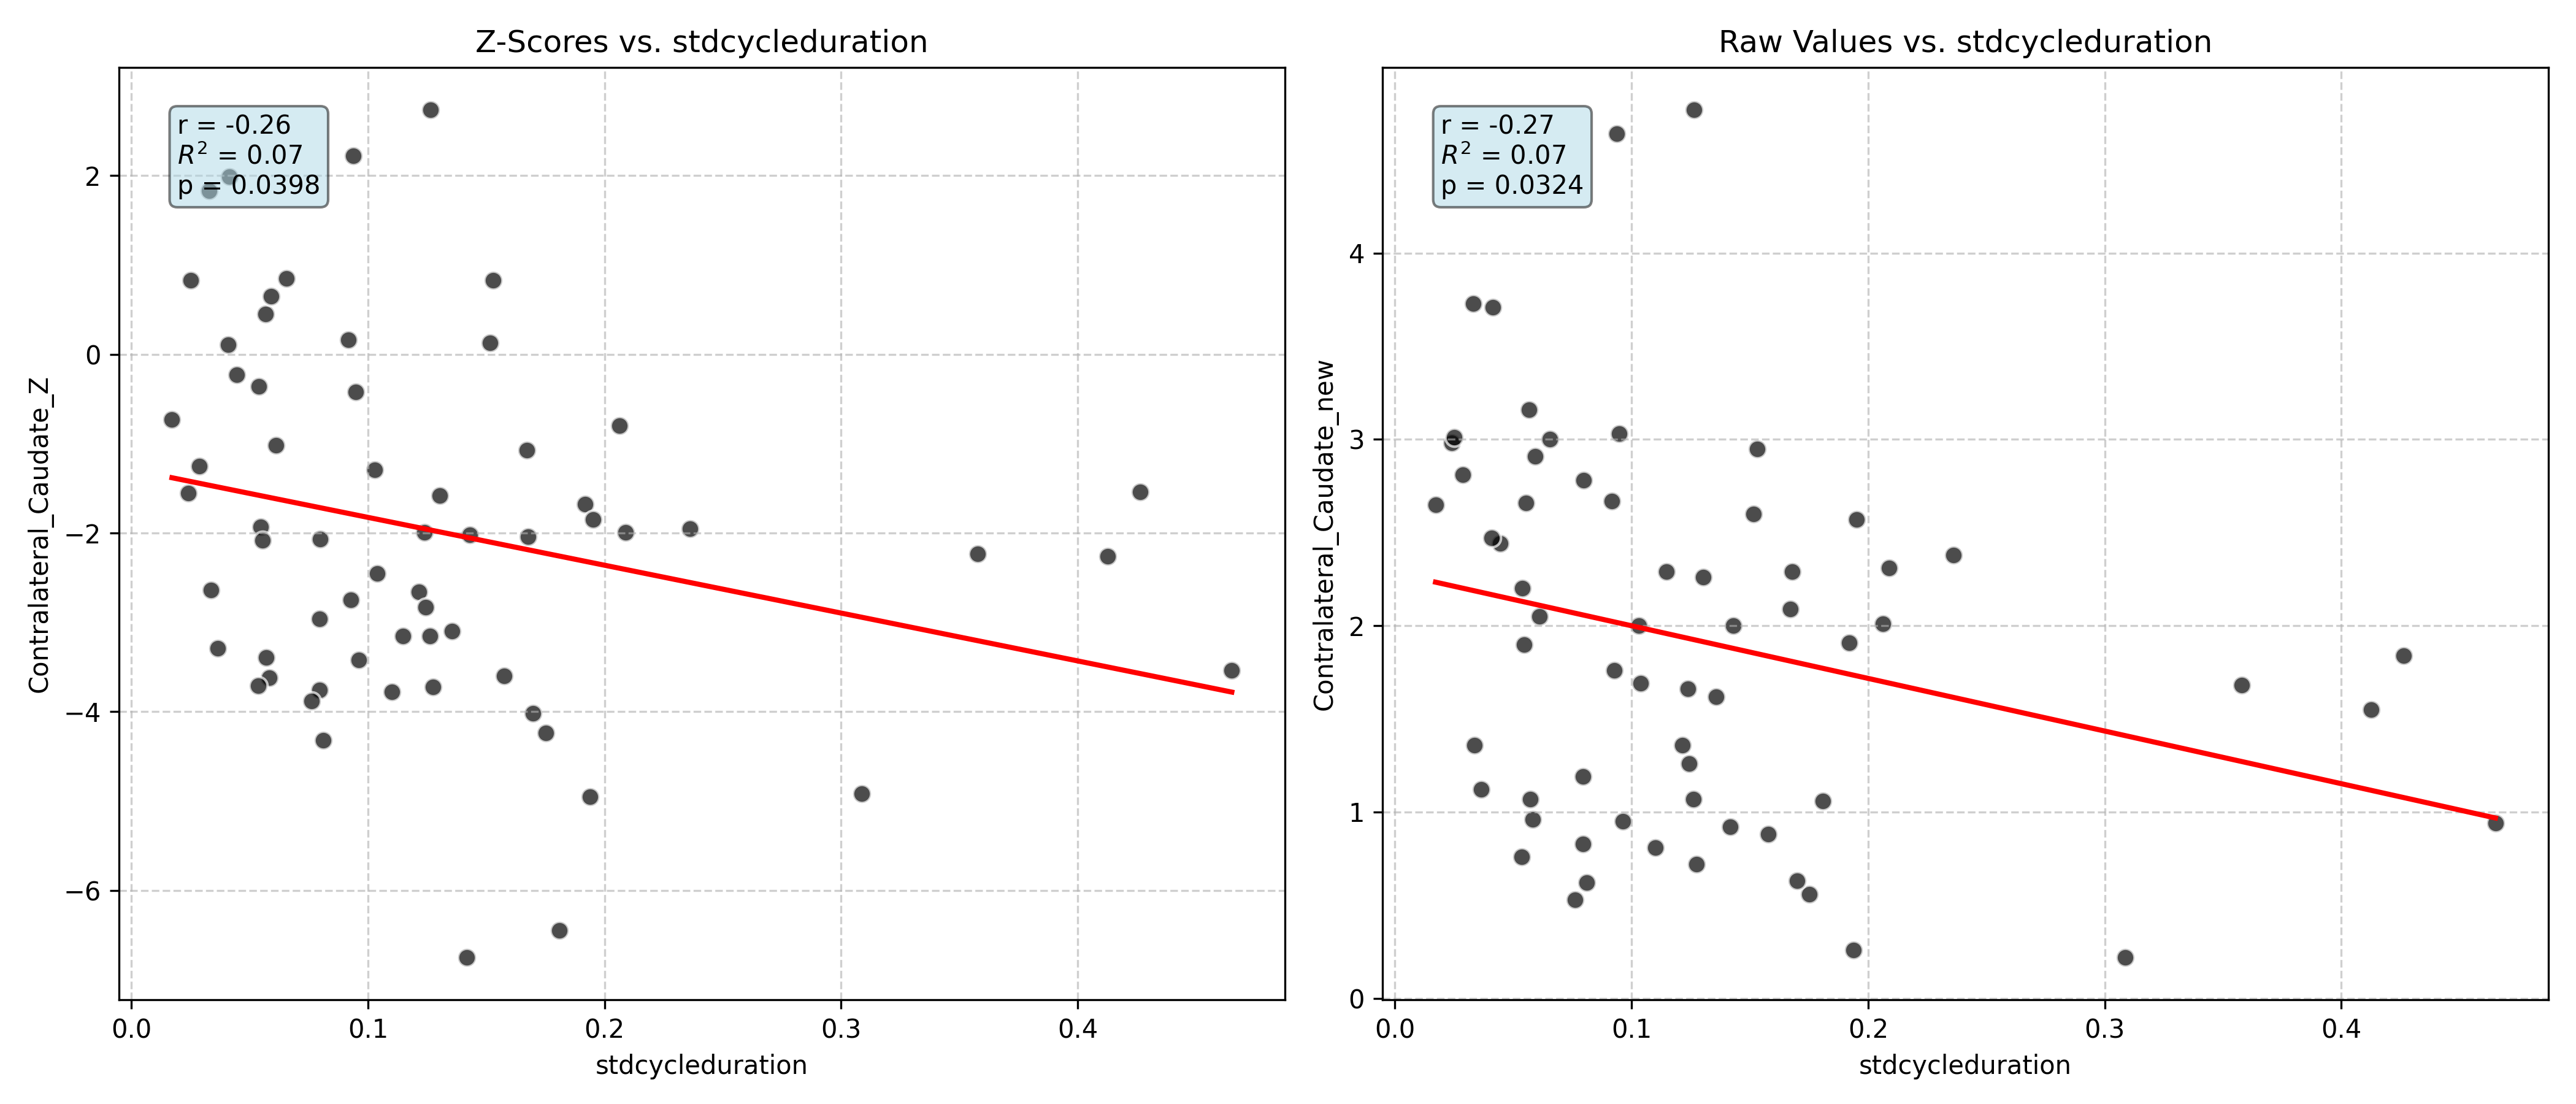 Z-Scores vs. stdcycleduration
r = -0.26
R² = 0.07
p = 0.0398
Contralateral_Caudate_Z
2
0
−2
−4
−6
0.0 0.1 0.2 0.3 0.4
stdcycleduration
Raw Values vs. stdcycleduration
r = -0.27
R² = 0.07
p = 0.0324
Contralateral_Caudate_new
4
3
2
1
0
0.0 0.1 0.2 0.3 0.4
stdcycleduration